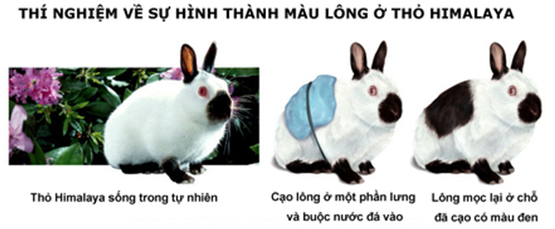 THÍ NGHIỆM VỀ SỰ HÌNH THÀNH MÀU LÔNG Ở THỎ HIMALAYA
Thỏ Himalaya sống trong tự nhiên
Cạo lông ở một phần lưng
và buộc nước đá vào
Lông mọc lại ở chỗ
đã cạo có màu đen